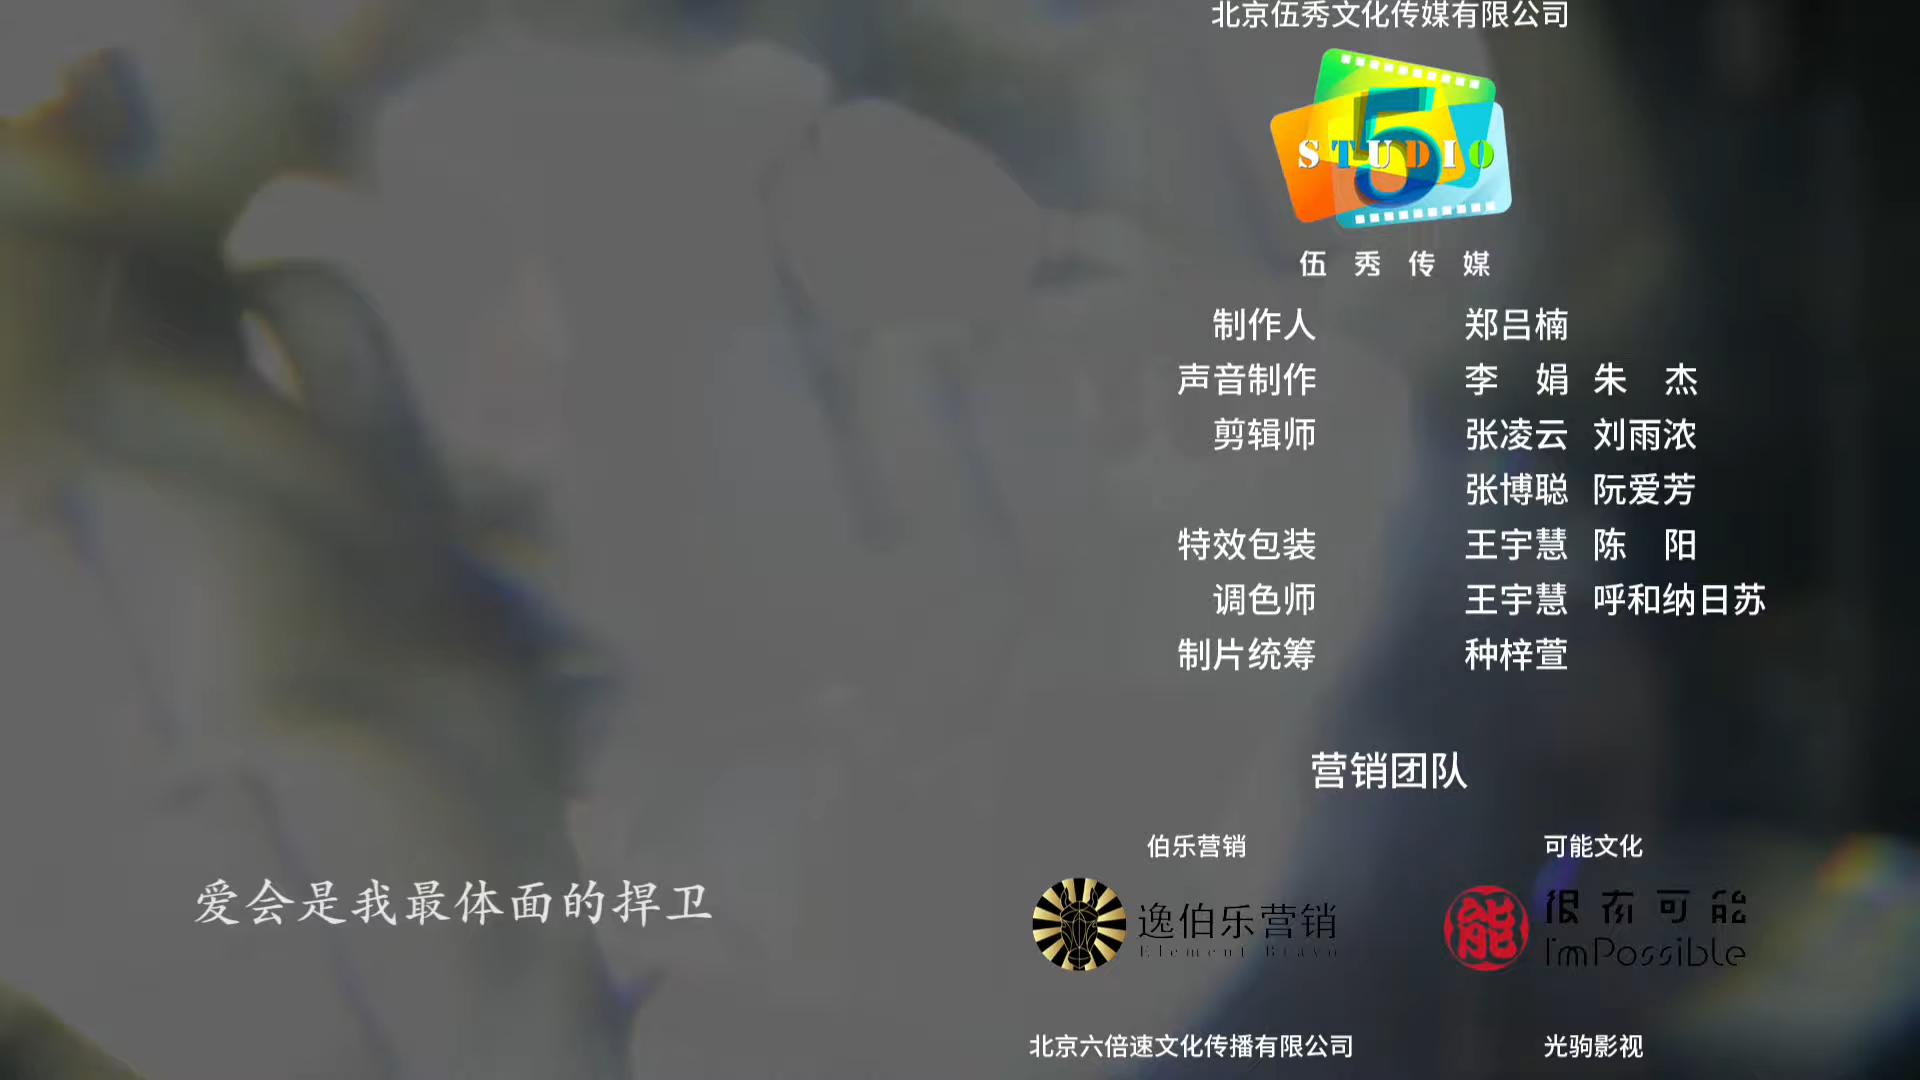 北京伍秀文化传媒有限公司
5
STUDIO
伍秀传媒
制作人 郑吕楠
声音制作 李娟 朱杰
剪辑师 张凌云 刘雨浓
张博聪 阮爱芳
特效包装 王宇慧 陈阳
调色师 王宇慧 呼和纳日苏
制片统筹 种梓萱
营销团队
伯乐营销 可能文化
爱会是我最体面的捍卫
逸伯乐营销
Element Bravo
能
很有可能
I'mPossible
北京六倍速文化传播有限公司 光驹影视